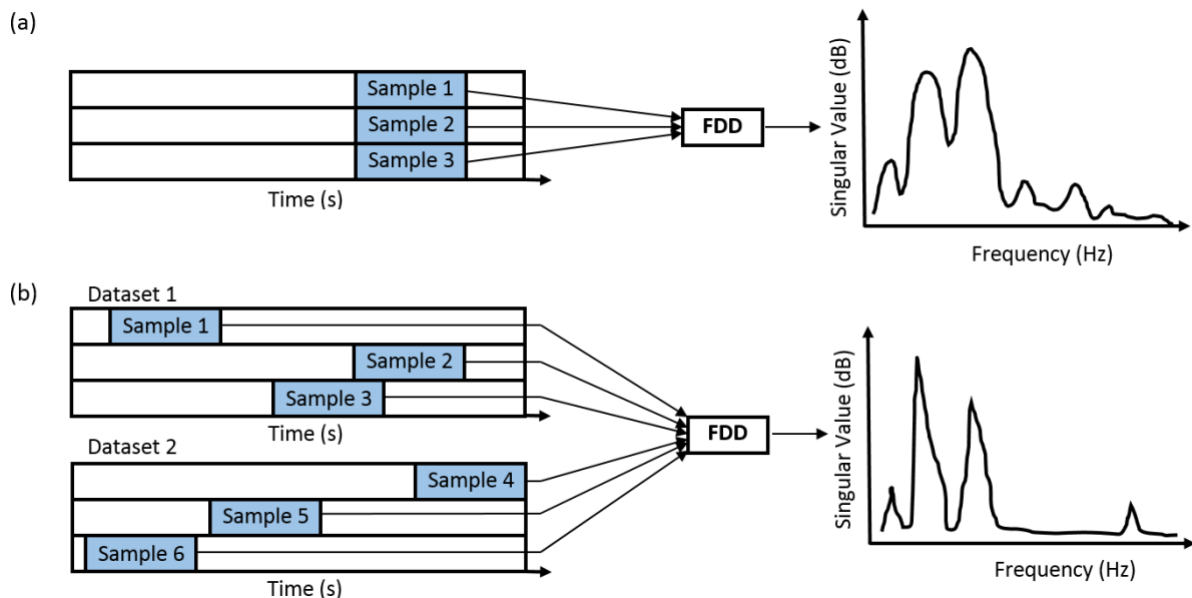 (a)
Sample 1
Sample 2
Sample 3
Time (s)
FDD
Singular Value (dB)
Frequency (Hz)
(b)
Dataset 1
Sample 1
Sample 2
Sample 3
Time (s)
Dataset 2
Sample 4
Sample 5
Sample 6
Time (s)
FDD
Singular Value (dB)
Frequency (Hz)